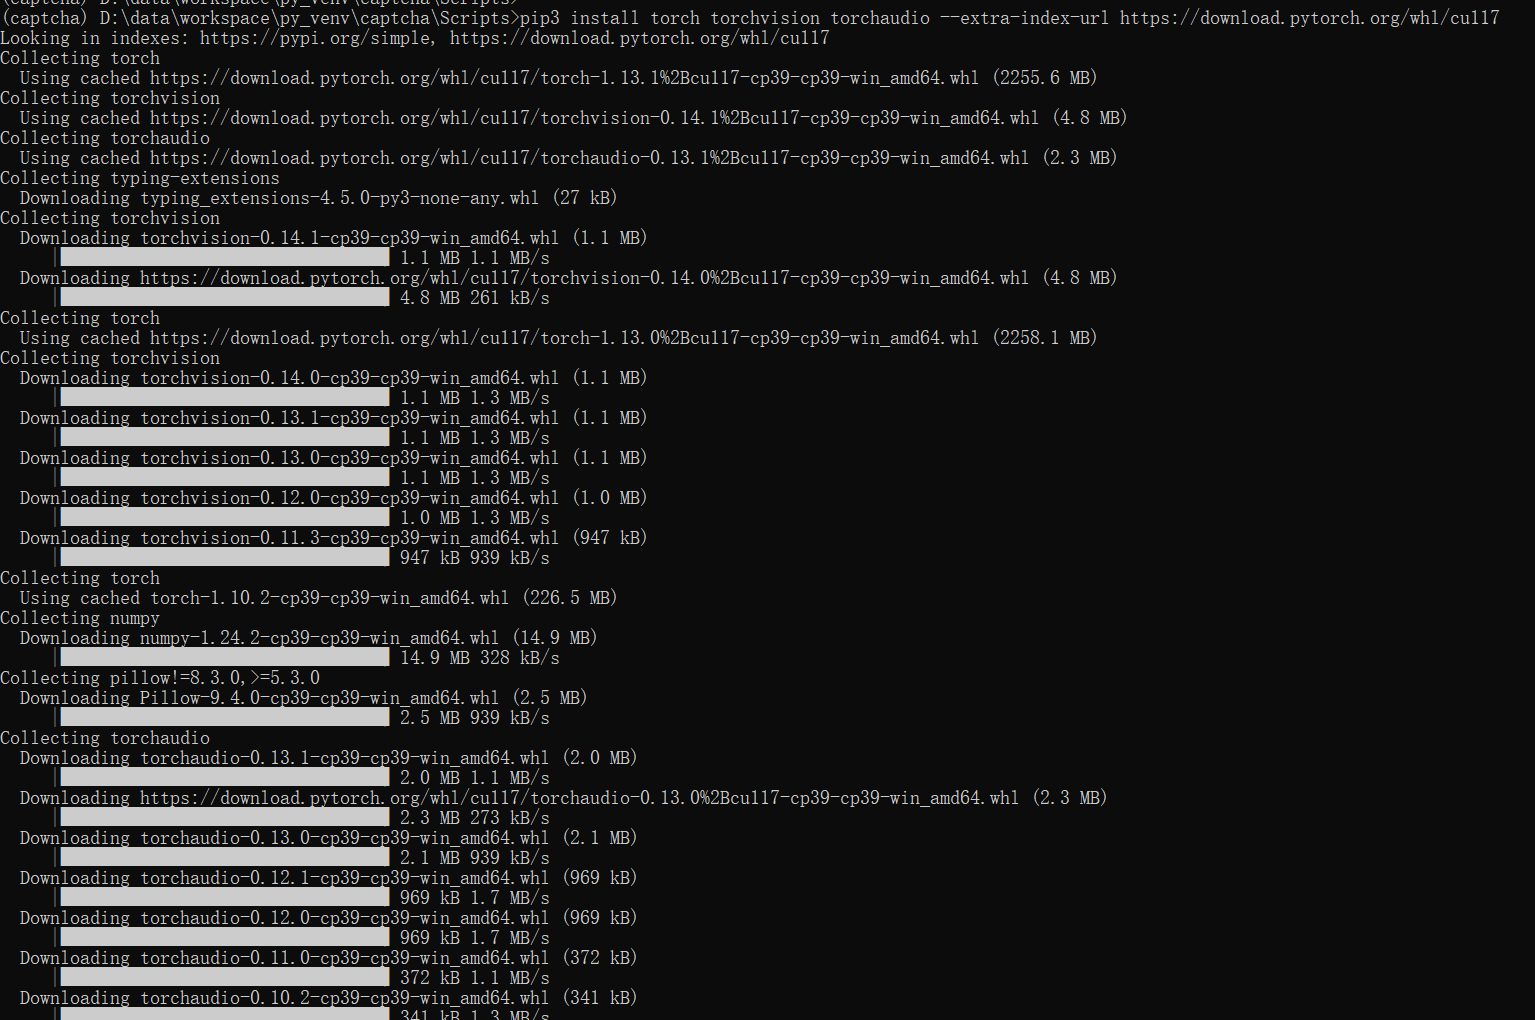 (captcha) D:\data\workspace\py_venv\captcha\Scripts>
(captcha) D:\data\workspace\py_venv\captcha\Scripts>pip3 install torch torchvision torchaudio --extra-index-url https://download.pytorch.org/whl/cu117
Looking in indexes: https://pypi.org/simple, https://download.pytorch.org/whl/cu117
Collecting torch
  Using cached https://download.pytorch.org/whl/cu117/torch-1.13.1%2Bcu117-cp39-cp39-win_amd64.whl (2255.6 MB)
Collecting torchvision
  Using cached https://download.pytorch.org/whl/cu117/torchvision-0.14.1%2Bcu117-cp39-cp39-win_amd64.whl (4.8 MB)
Collecting torchaudio
  Using cached https://download.pytorch.org/whl/cu117/torchaudio-0.13.1%2Bcu117-cp39-cp39-win_amd64.whl (2.3 MB)
Collecting typing-extensions
  Downloading typing_extensions-4.5.0-py3-none-any.whl (27 kB)
Collecting torchvision
  Downloading torchvision-0.14.1-cp39-cp39-win_amd64.whl (1.1 MB)
1.1 MB 1.1 MB/s
  Downloading https://download.pytorch.org/whl/cu117/torchvision-0.14.0%2Bcu117-cp39-cp39-win_amd64.whl (4.8 MB)
4.8 MB 261 kB/s
Collecting torch
  Using cached https://download.pytorch.org/whl/cu117/torch-1.13.0%2Bcu117-cp39-cp39-win_amd64.whl (2258.1 MB)
Collecting torchvision
  Downloading torchvision-0.14.0-cp39-cp39-win_amd64.whl (1.1 MB)
1.1 MB 1.3 MB/s
  Downloading torchvision-0.13.1-cp39-cp39-win_amd64.whl (1.1 MB)
1.1 MB 1.3 MB/s
  Downloading torchvision-0.13.0-cp39-cp39-win_amd64.whl (1.1 MB)
1.1 MB 1.3 MB/s
  Downloading torchvision-0.12.0-cp39-cp39-win_amd64.whl (1.0 MB)
1.0 MB 1.3 MB/s
  Downloading torchvision-0.11.3-cp39-cp39-win_amd64.whl (947 kB)
947 kB 939 kB/s
Collecting torch
  Using cached torch-1.10.2-cp39-cp39-win_amd64.whl (226.5 MB)
Collecting numpy
  Downloading numpy-1.24.2-cp39-cp39-win_amd64.whl (14.9 MB)
14.9 MB 328 kB/s
Collecting pillow!=8.3.0,>=5.3.0
  Downloading Pillow-9.4.0-cp39-cp39-win_amd64.whl (2.5 MB)
2.5 MB 939 kB/s
Collecting torchaudio
  Downloading torchaudio-0.13.1-cp39-cp39-win_amd64.whl (2.0 MB)
2.0 MB 1.1 MB/s
  Downloading https://download.pytorch.org/whl/cu117/torchaudio-0.13.0%2Bcu117-cp39-cp39-win_amd64.whl (2.3 MB)
2.3 MB 273 kB/s
  Downloading torchaudio-0.13.0-cp39-cp39-win_amd64.whl (2.1 MB)
2.1 MB 939 kB/s
  Downloading torchaudio-0.12.1-cp39-cp39-win_amd64.whl (969 kB)
969 kB 1.7 MB/s
  Downloading torchaudio-0.12.0-cp39-cp39-win_amd64.whl (969 kB)
969 kB 1.7 MB/s
  Downloading torchaudio-0.11.0-cp39-cp39-win_amd64.whl (372 kB)
372 kB 1.1 MB/s
  Downloading torchaudio-0.10.2-cp39-cp39-win_amd64.whl (341 kB)
341 kB 1.3 MB/s